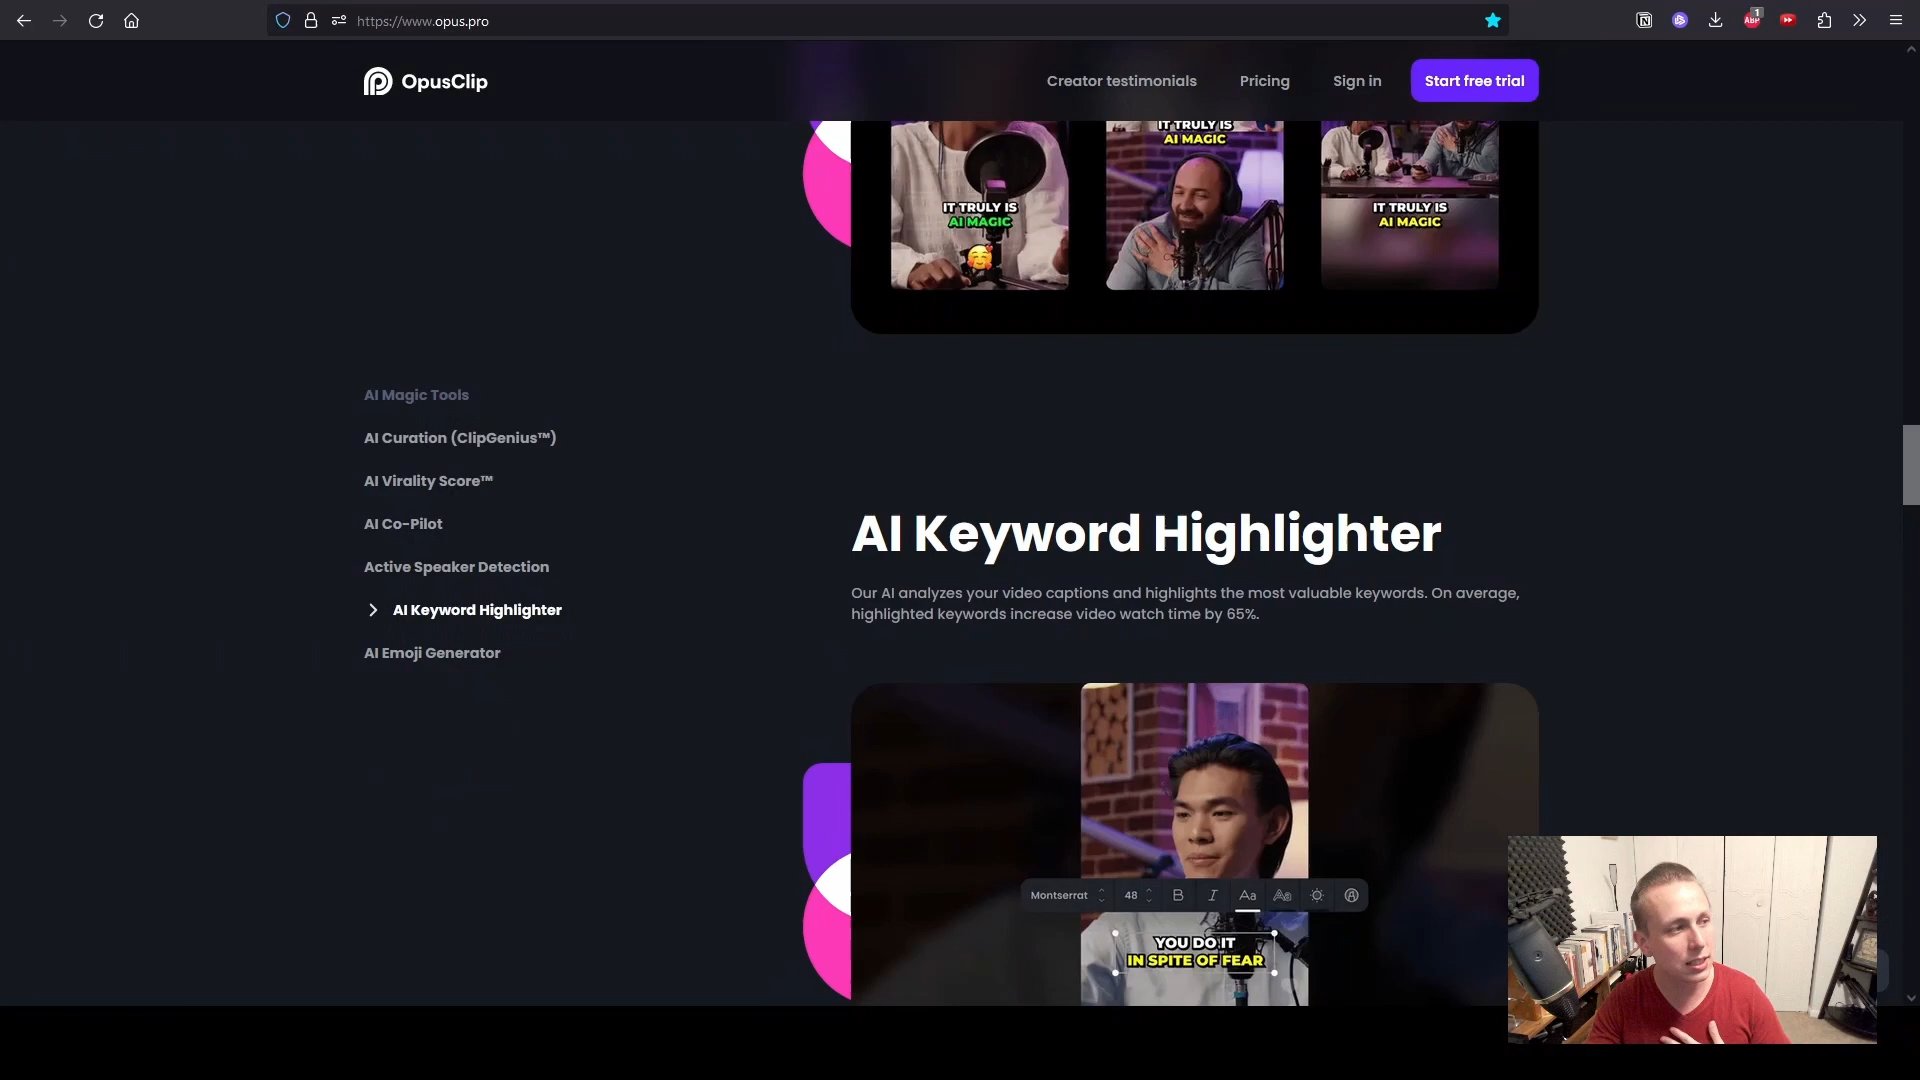 https://www.opus.pro
ABP
1
OpusClip
Creator testimonials
Pricing
Sign in
Start free trial
IT TRULY IS
AI MAGIC
IT TRULY IS
AI MAGIC
IT TRULY IS
AI MAGIC
AI Magic Tools
AI Curation (ClipGenius™)
AI Virality Score™
AI Co-Pilot
Active Speaker Detection
AI Keyword Highlighter
AI Emoji Generator
AI Keyword Highlighter
Our AI analyzes your video captions and highlights the most valuable keywords. On average,
highlighted keywords increase video watch time by 65%.
Montserrat
48
B
I
Aa
Aa
YOU DO IT
IN SPITE OF FEAR